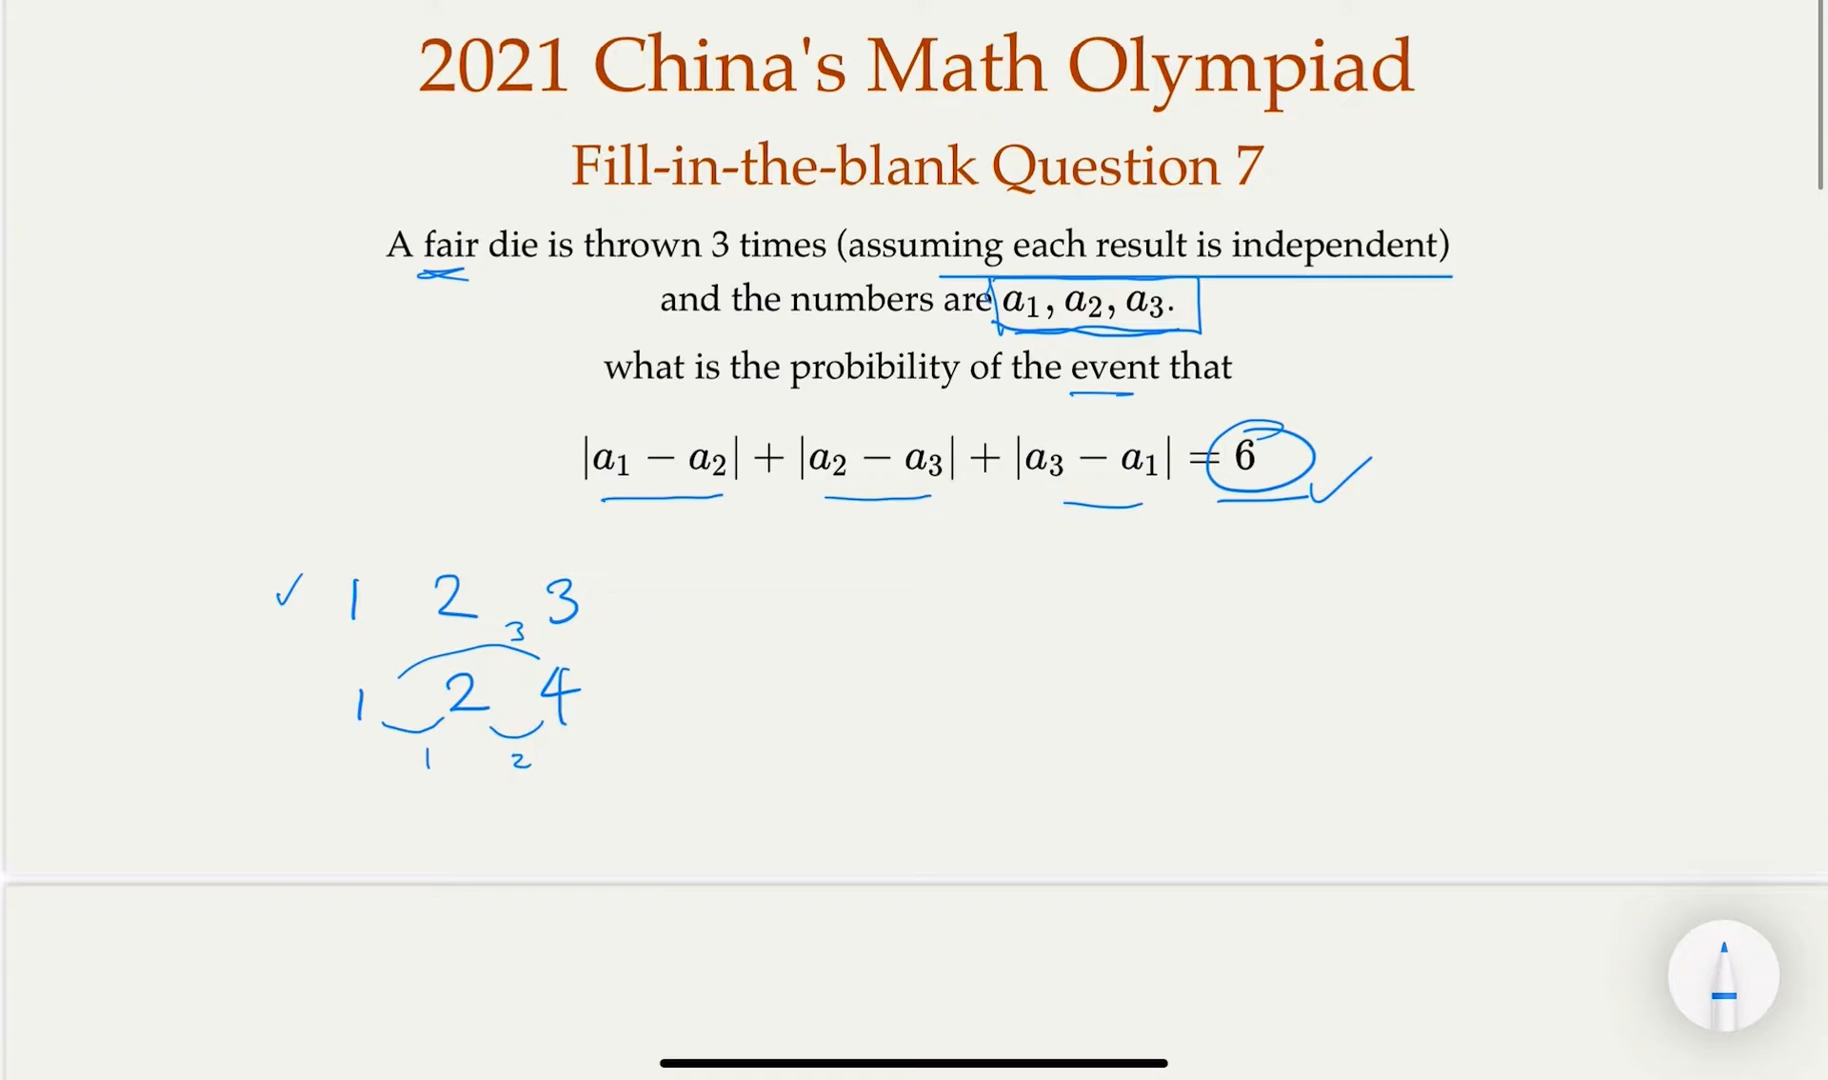 2021 China's Math Olympiad
Fill-in-the-blank Question 7
A fair die is thrown 3 times (assuming each result is independent)
and the numbers are a₁, a₂, a₃.
what is the probibility of the event that
|a₁ − a₂| + |a₂ − a₃| + |a₃ − a₁| = 6
✓ 1 2 3
3
1 2 4
1 2